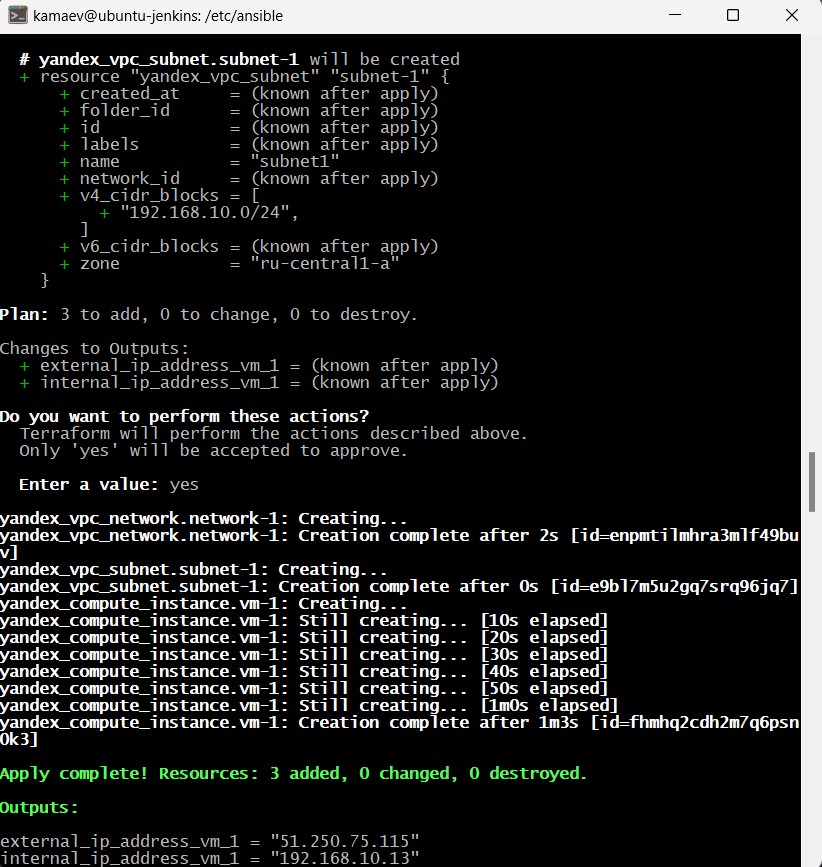 kamaev@ubuntu-jenkins: /etc/ansible
# yandex_vpc_subnet.subnet-1 will be created
+ resource "yandex_vpc_subnet" "subnet-1" {
+ created_at = (known after apply)
+ folder_id = (known after apply)
+ id = (known after apply)
+ labels = (known after apply)
+ name = "subnet1"
+ network_id = (known after apply)
+ v4_cidr_blocks = [
+ "192.168.10.0/24",
]
+ v6_cidr_blocks = (known after apply)
+ zone = "ru-central1-a"
}
Plan: 3 to add, 0 to change, 0 to destroy.
Changes to Outputs:
+ external_ip_address_vm_1 = (known after apply)
+ internal_ip_address_vm_1 = (known after apply)
Do you want to perform these actions?
Terraform will perform the actions described above.
Only 'yes' will be accepted to approve.
Enter a value: yes
yandex_vpc_network.network-1: Creating...
yandex_vpc_network.network-1: Creation complete after 2s [id=enpmtilmhra3mlf49bu
v]
yandex_vpc_subnet.subnet-1: Creating...
yandex_vpc_subnet.subnet-1: Creation complete after 0s [id=e9bl7m5u2gq7srq96jq7]
yandex_compute_instance.vm-1: Creating...
yandex_compute_instance.vm-1: Still creating... [10s elapsed]
yandex_compute_instance.vm-1: Still creating... [20s elapsed]
yandex_compute_instance.vm-1: Still creating... [30s elapsed]
yandex_compute_instance.vm-1: Still creating... [40s elapsed]
yandex_compute_instance.vm-1: Still creating... [50s elapsed]
yandex_compute_instance.vm-1: Still creating... [1m0s elapsed]
yandex_compute_instance.vm-1: Creation complete after 1m3s [id=fhmhq2cdh2m7q6psn
0k3]
Apply complete! Resources: 3 added, 0 changed, 0 destroyed.
Outputs:
external_ip_address_vm_1 = "51.250.75.115"
internal_ip_address_vm_1 = "192.168.10.13"